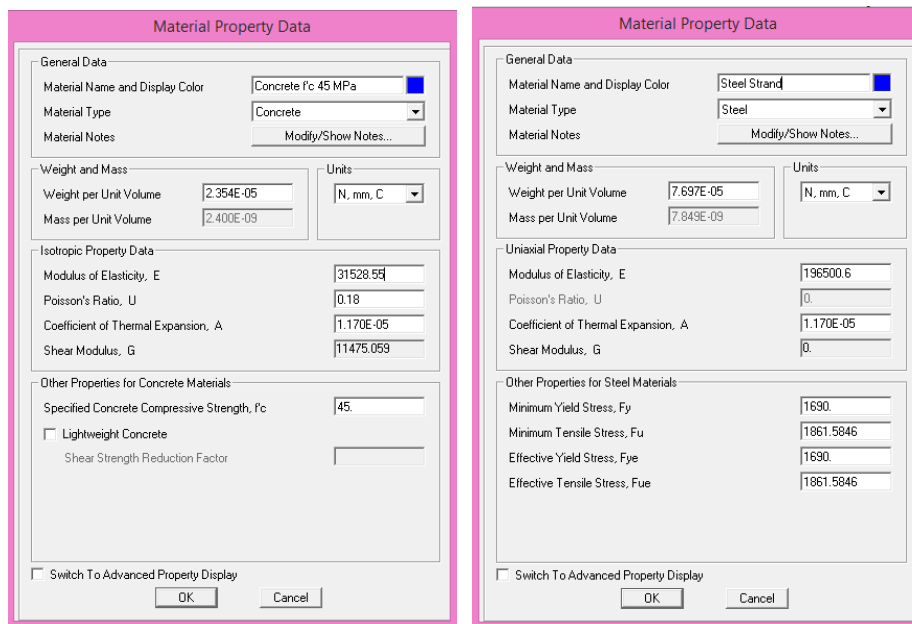 Material Property Data
General Data
Material Name and Display Color Concrete f'c 45 MPa
Material Type Concrete
Material Notes Modify/Show Notes...
Weight and Mass Units
Weight per Unit Volume 2.354E-05 N, mm, C
Mass per Unit Volume 2.400E-09
Isotropic Property Data
Modulus of Elasticity, E 31528.55
Poisson's Ratio, U 0.18
Coefficient of Thermal Expansion, A 1.170E-05
Shear Modulus, G 11475.059
Other Properties for Concrete Materials
Specified Concrete Compressive Strength, f'c 45.
Lightweight Concrete
Shear Strength Reduction Factor
Switch To Advanced Property Display
OK Cancel
Material Property Data
General Data
Material Name and Display Color Steel Strand
Material Type Steel
Material Notes Modify/Show Notes...
Weight and Mass Units
Weight per Unit Volume 7.697E-05 N, mm, C
Mass per Unit Volume 7.849E-09
Uniaxial Property Data
Modulus of Elasticity, E 196500.6
Poisson's Ratio, U 0.
Coefficient of Thermal Expansion, A 1.170E-05
Shear Modulus, G 0.
Other Properties for Steel Materials
Minimum Yield Stress, Fy 1690.
Minimum Tensile Stress, Fu 1861.5846
Effective Yield Stress, Fye 1690.
Effective Tensile Stress, Fue 1861.5846
Switch To Advanced Property Display
OK Cancel